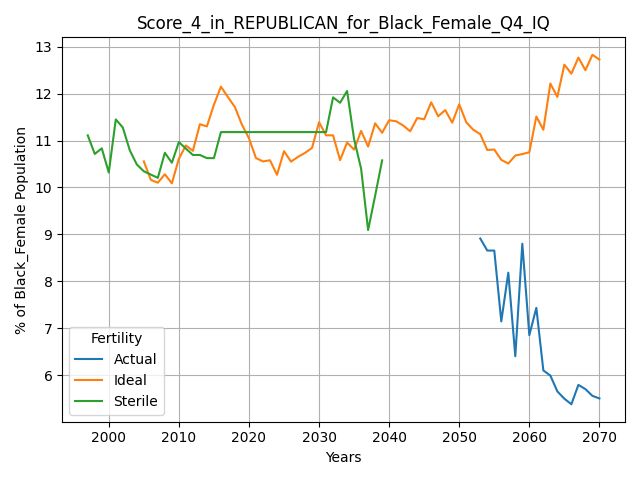 Score_4_in_REPUBLICAN_for_Black_Female_Q4_IQ
% of Black_Female Population
13
12
11
10
9
8
7
6
Fertility
Actual
Ideal
Sterile
2000 2010 2020 2030 2040 2050 2060 2070
Years